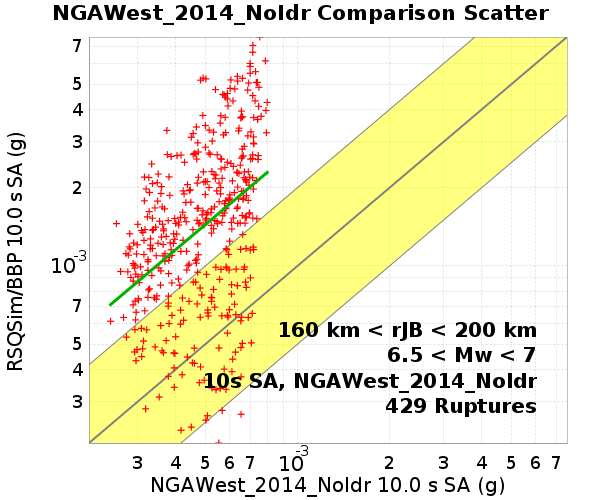 NGAWest_2014_NoIdr Comparison Scatter
RSQSim/BBP 10.0 s SA (g)
7
5
4
3
2
10-3
7
5
4
3
160 km < rJB < 200 km
6.5 < Mw < 7
10s SA, NGAWest_2014_NoIdr
429 Ruptures
3 4 5 6 7 10-3 2 3 4 5 6 7
NGAWest_2014_NoIdr 10.0 s SA (g)